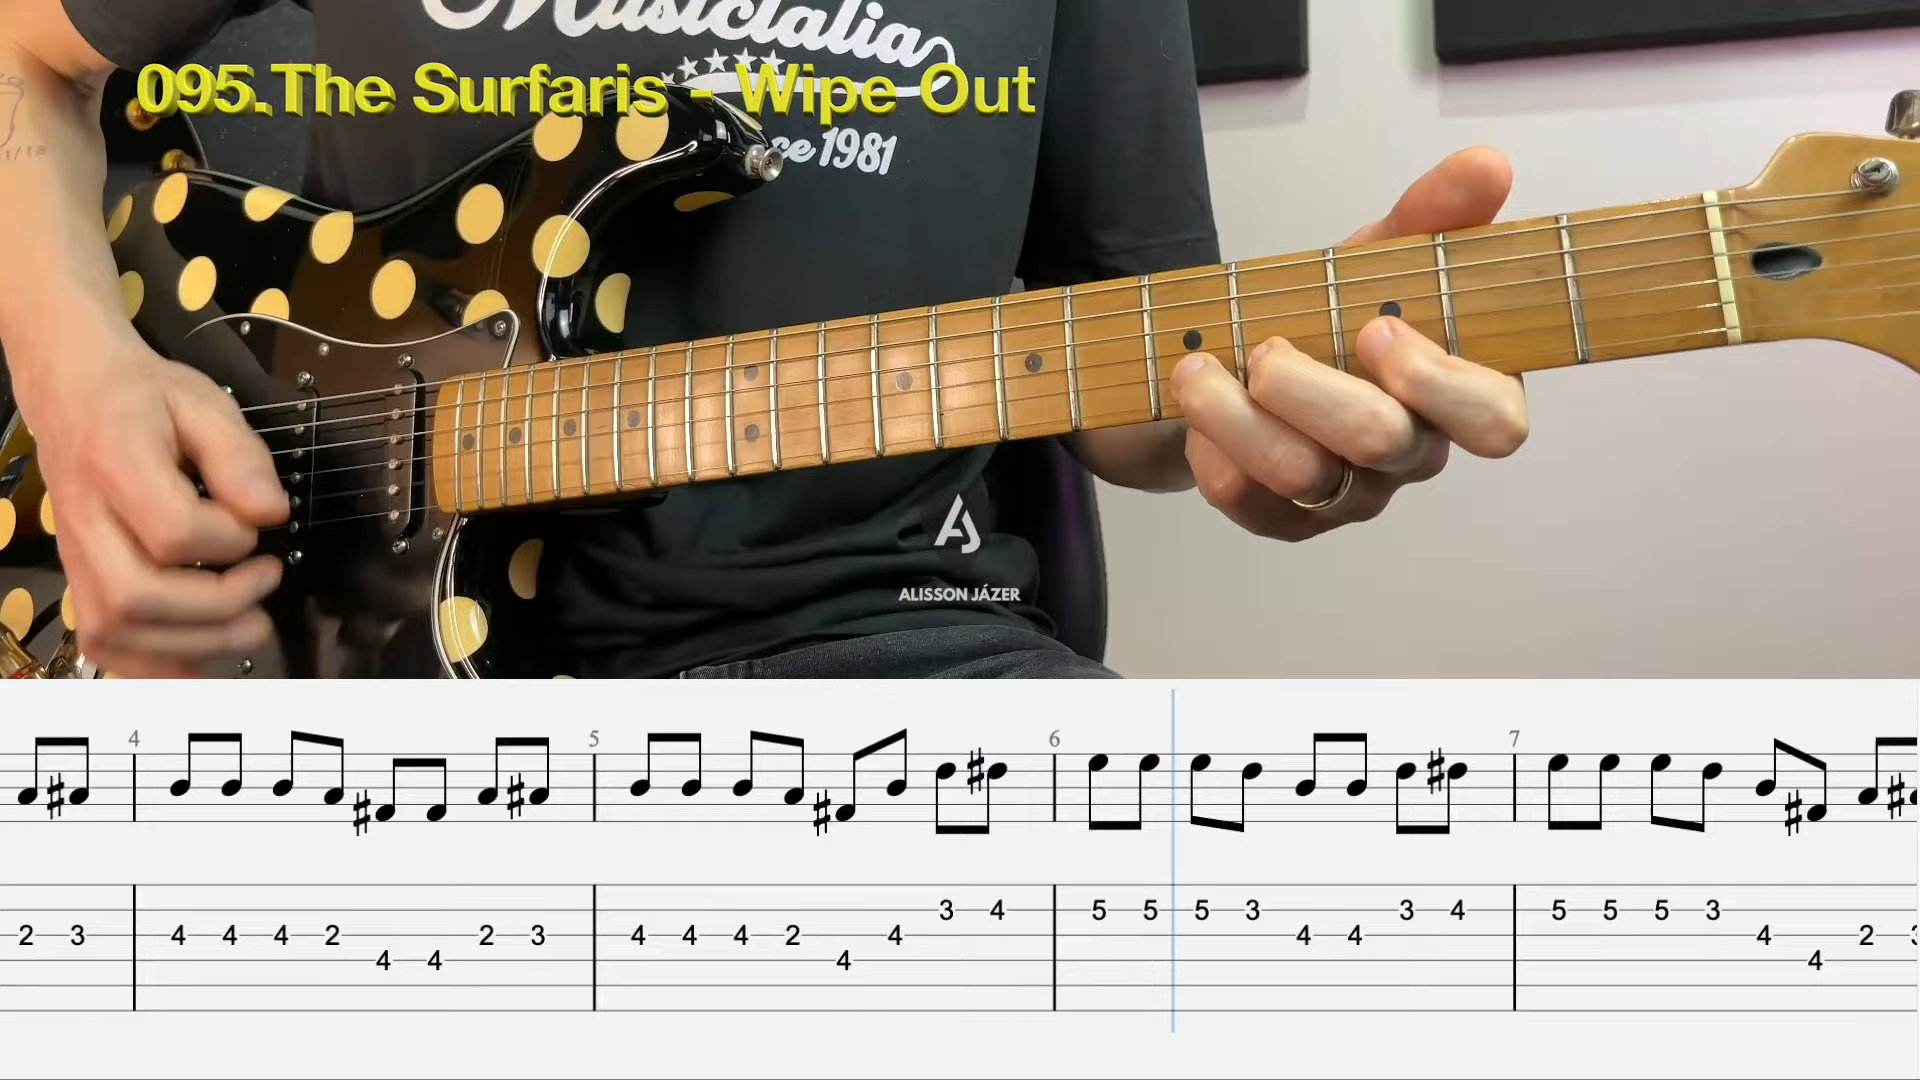 Musictalia
095.The Surfaris - Wipe Out
ce 1981
ALISSON JÁZER
4 5 6 7
2 3 4 4 4 2 4 4 2 3 4 4 4 2 4 4 3 4 5 5 5 3 4 4 3 4 5 5 5 3 4 4 2 3